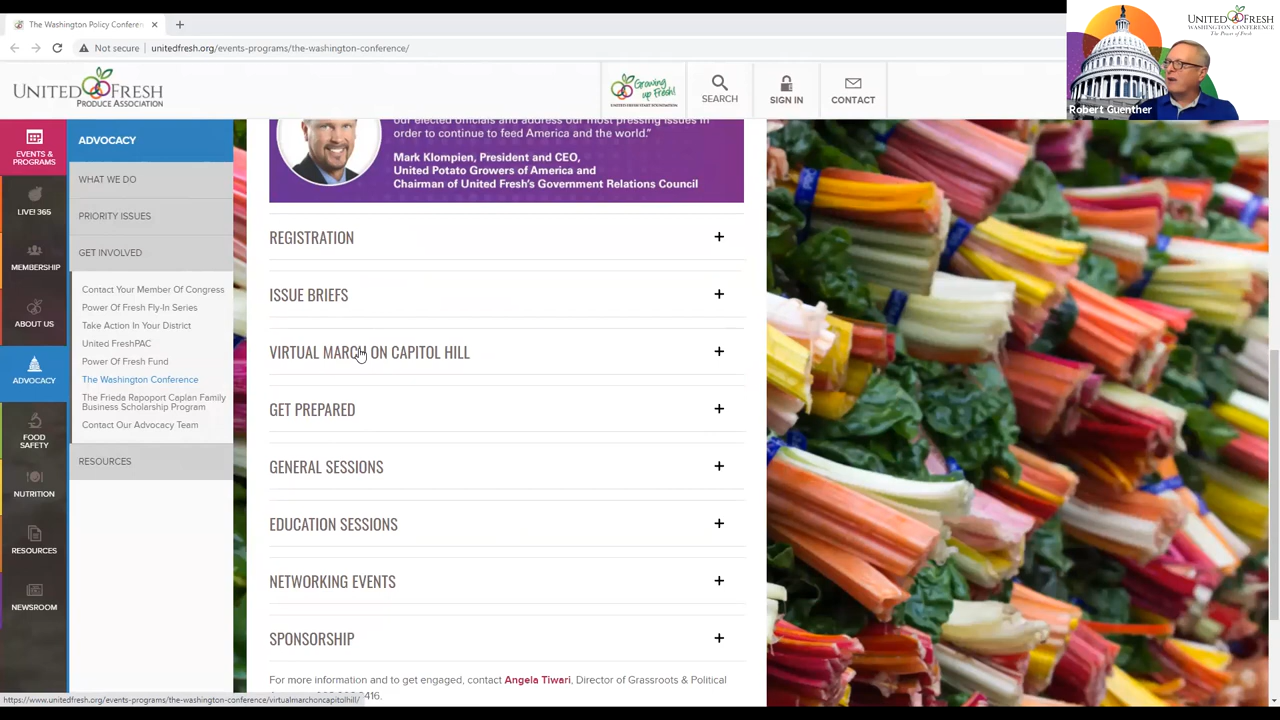 The Washington Policy Conferen
Not secure
unitedfresh.org/events-programs/the-washington-conference/
UNITED FRESH
WASHINGTON CONFERENCE
The Power of Fresh
Robert Guenther
UNITED FRESH
PRODUCE ASSOCIATION
Growing
up Fresh!
UNITED FRESH START FOUNDATION
SEARCH
SIGN IN
CONTACT
EVENTS &
PROGRAMS
LIVE! 365
MEMBERSHIP
ABOUT US
ADVOCACY
FOOD
SAFETY
NUTRITION
RESOURCES
NEWSROOM
ADVOCACY
WHAT WE DO
PRIORITY ISSUES
GET INVOLVED
Contact Your Member Of Congress
Power Of Fresh Fly-In Series
Take Action In Your District
United FreshPAC
Power Of Fresh Fund
The Washington Conference
The Frieda Rapoport Caplan Family
Business Scholarship Program
Contact Our Advocacy Team
RESOURCES
our elected officials and address our most pressing issues in
order to continue to feed America and the world."
Mark Klompien, President and CEO,
United Potato Growers of America and
Chairman of United Fresh's Government Relations Council
REGISTRATION +
ISSUE BRIEFS +
VIRTUAL MARCH ON CAPITOL HILL +
GET PREPARED +
GENERAL SESSIONS +
EDUCATION SESSIONS +
NETWORKING EVENTS +
SPONSORSHIP +
For more information and to get engaged, contact Angela Tiwari, Director of Grassroots & Political
https://www.unitedfresh.org/events-programs/the-washington-conference/virtualmarchoncapitolhill/